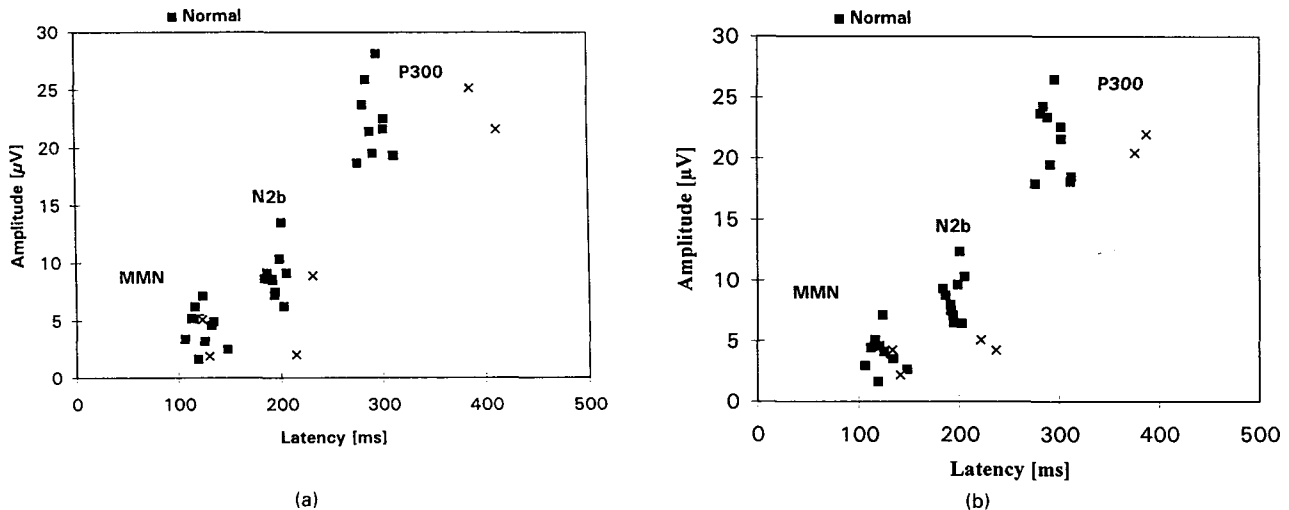 ■ Normal
30
25
20
15
10
5
0
Amplitude [µV]
P300
N2b
MMN
0 100 200 300 400 500
Latency [ms]
(a)
■ Normal
30
25
20
15
10
5
0
Amplitude [µV]
P300
N2b
MMN
0 100 200 300 400 500
Latency [ms]
(b)